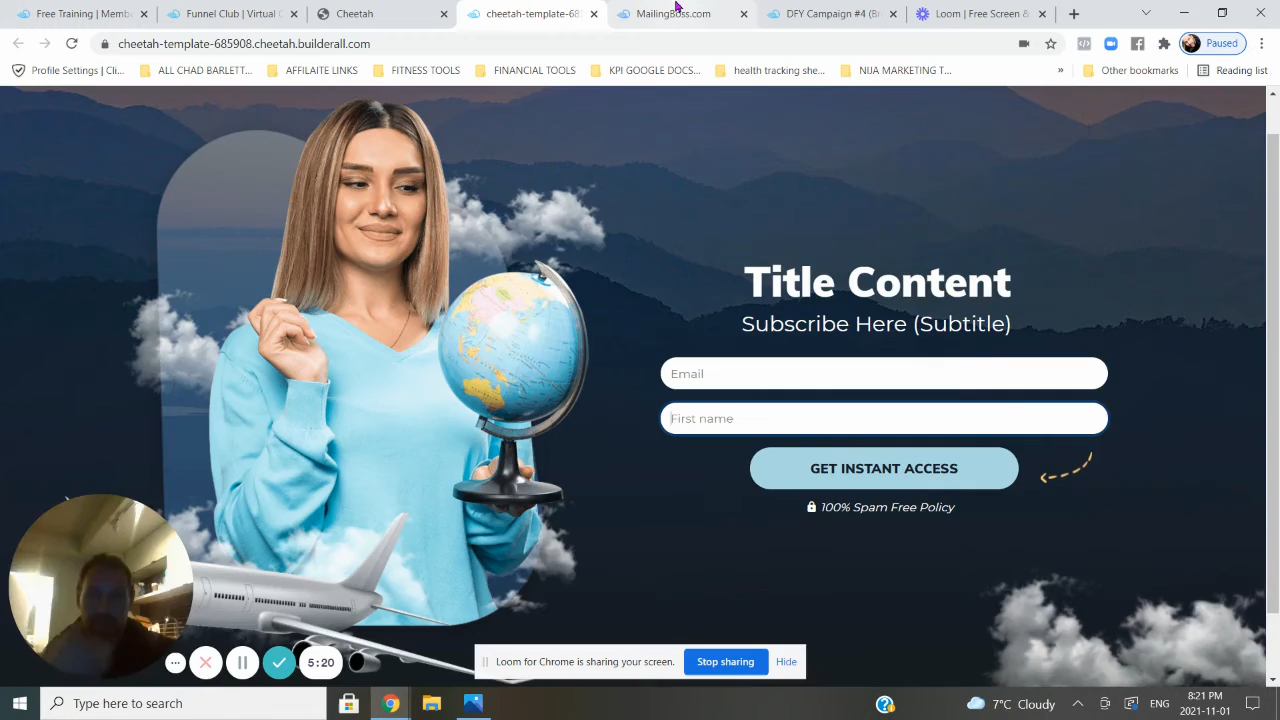 Free Training | Memb
Funnel Club | Virtual C
Cheetah
cheetah-template-685
MailingBoss.com
DFY Campaign #4 (B
Loom | Free Screen &
cheetah-template-685908.cheetah.builderall.com
Paused
Profile Settings | Cli...
ALL CHAD BARLETT...
AFFILAITE LINKS
FITNESS TOOLS
FINANCIAL TOOLS
KPI GOOGLE DOC...
health tracking she...
NIJA MARKETING T...
»
Other bookmarks
Reading list
Title Content
Subscribe Here (Subtitle)
Email
First name
GET INSTANT ACCESS
100% Spam Free Policy
5:20
Loom for Chrome is sharing your screen.
Stop sharing
Hide
Type here to search
7°C Cloudy
ENG
8:21 PM
2021-11-01